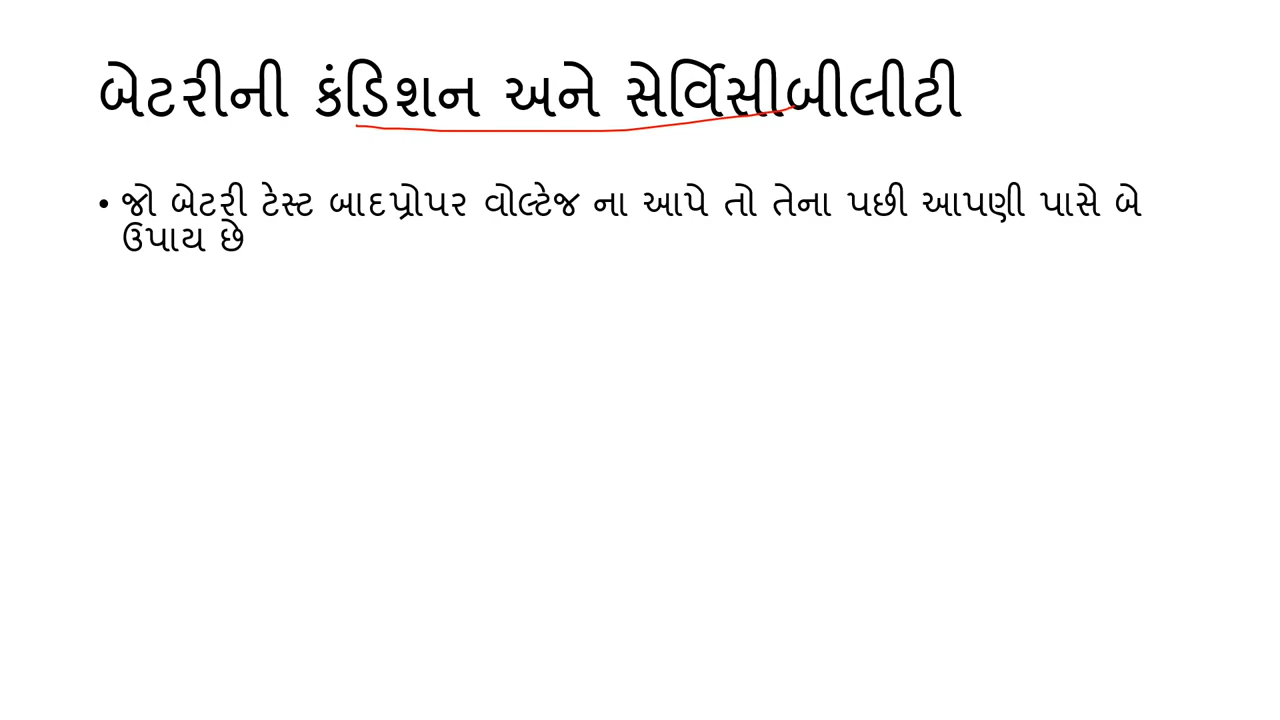 બેટરીની કંડિશન અને સેર્વિસીબીલીટી
• જો બેટરી ટેસ્ટ બાદપ્રોપર વોલ્ટેજ ના આપે તો તેના પછી આપણી પાસે બે
ઉપાય છે